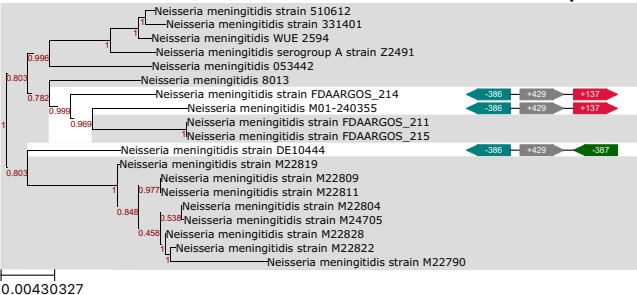 Neisseria meningitidis strain 510612
Neisseria meningitidis strain 331401
1
Neisseria meningitidis WUE 2594
1
Neisseria meningitidis serogroup A strain Z2491
0.996
Neisseria meningitidis 053442
0.803
Neisseria meningitidis 8013
0.782
Neisseria meningitidis strain FDAARGOS_214 -386 +429 +137
0.999
Neisseria meningitidis M01-240355 -386 +429 +137
0.969
Neisseria meningitidis strain FDAARGOS_211
1
1
Neisseria meningitidis strain FDAARGOS_215
Neisseria meningitidis strain DE10444 -386 +429 -387
Neisseria meningitidis strain M22819
0.803
Neisseria meningitidis strain M22809
1
0.977
Neisseria meningitidis strain M22811
Neisseria meningitidis strain M22804
0.848
0.538
Neisseria meningitidis strain M24705
0.458
Neisseria meningitidis strain M22828
1
Neisseria meningitidis strain M22822
1
Neisseria meningitidis strain M22790
0.00430327